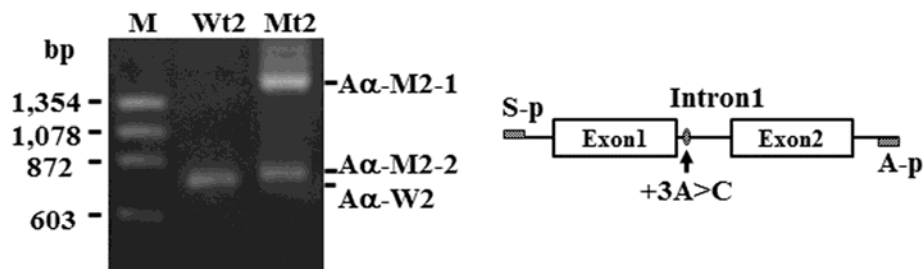 M Wt2 Mt2
bp
1,354
1,078
872
603
Aα-M2-1
Aα-M2-2
Aα-W2
S-p
Intron1
Exon1
Exon2
A-p
+3A>C